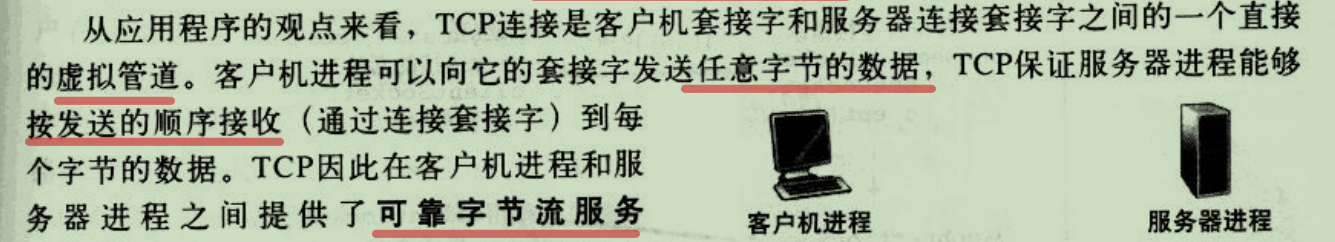 从应用程序的观点来看，TCP连接是客户机套接字和服务器连接套接字之间的一个直接
的虚拟管道。客户机进程可以向它的套接字发送任意字节的数据，TCP保证服务器进程能够
按发送的顺序接收（通过连接套接字）到每
个字节的数据。TCP因此在客户机进程和服
务器进程之间提供了可靠字节流服务
客户机进程
服务器进程